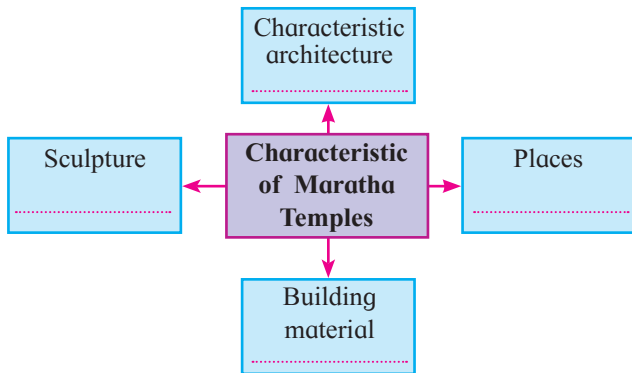 Characteristic
architecture
Sculpture
Characteristic
of Maratha
Temples
Places
Building
material